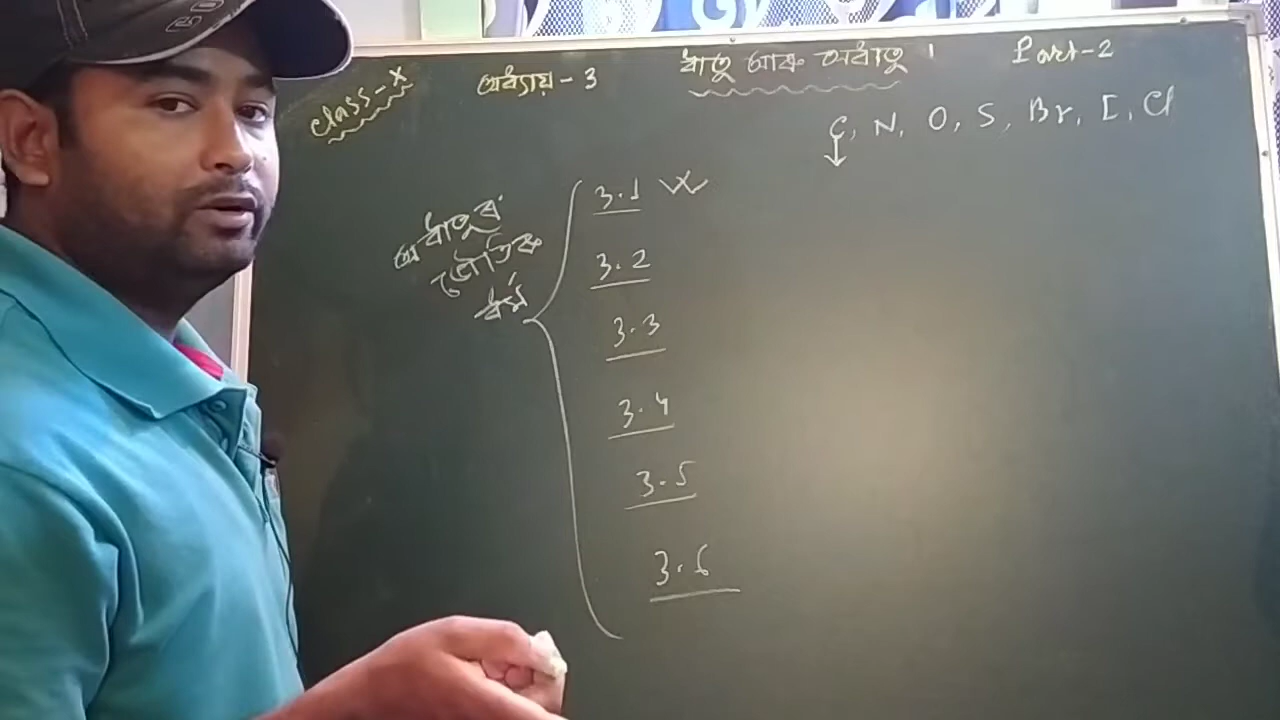 Class-X
অধ্যায়-3
ধাতু আৰু অধাতু।
Part-2
C, N, O, S, Br, I, Cl
অধাতুৰ
ভৌতিক
ধৰ্ম
3.1
3.2
3.3
3.4
3.5
3.6